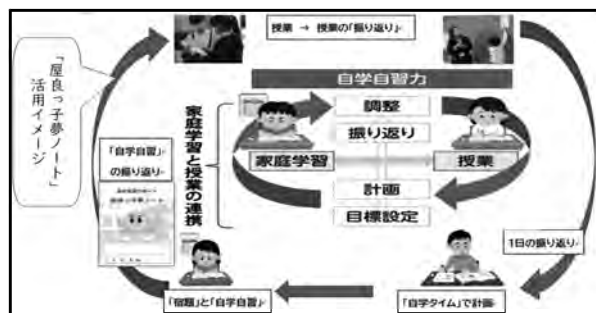 「屋良っ子夢ノート」
活用イメージ
授業 → 授業の「振り返り」
自学自習力
家庭学習と授業の連携
調整
振り返り
家庭学習
授業
計画
目標設定
「自学自習」
の振り返り
1日の振り返り
「宿題」と「自学自習」
「自学タイム」で計画